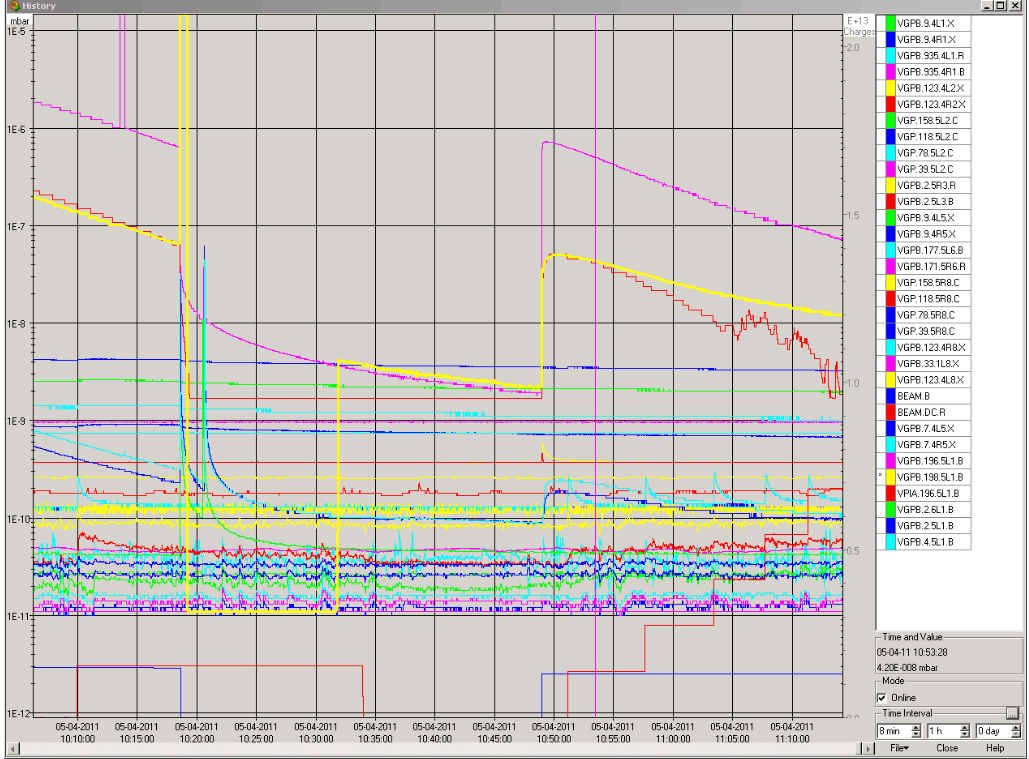 History
mbar
E+13
Charges
1E-5
1E-6
1E-7
1E-8
1E-9
1E-10
1E-11
1E-12
2.0
1.5
1.0
0.5
0.0
05-04-2011 05-04-2011 05-04-2011 05-04-2011 05-04-2011 05-04-2011 05-04-2011 05-04-2011 05-04-2011 05-04-2011 05-04-2011 05-04-2011 05-04-2011
10:10:00 10:15:00 10:20:00 10:25:00 10:30:00 10:35:00 10:40:00 10:45:00 10:50:00 10:55:00 11:00:00 11:05:00 11:10:00
VGPB.9.4L1.X
VGPB.9.4R1.X
VGPB.935.4L1.R
VGPB.935.4R1.B
VGPB.123.4L2.X
VGPB.123.4R2.X
VGP.158.5L2.C
VGP.118.5L2.C
VGP.78.5L2.C
VGP.39.5L2.C
VGPB.2.5R3.R
VGPB.2.5L3.B
VGPB.9.4L5.X
VGPB.9.4R5.X
VGPB.177.5L6.B
VGPB.171.5R6.R
VGP.158.5R8.C
VGP.118.5R8.C
VGP.78.5R8.C
VGP.39.5R8.C
VGPB.123.4R8.X
VGPB.33.1L8.X
VGPB.123.4L8.X
BEAM.B
BEAM.DC.R
VGPB.7.4L5.X
VGPB.7.4R5.X
VGPB.196.5L1.B
* VGPB.198.5L1.B
VPIA.196.5L1.B
VGPB.2.6L1.B
VGPB.2.5L1.B
VGPB.4.5L1.B
Time and Value
05-04-11 10:53:28
4.20E-008 mbar
Mode
Online
Time Interval
8 min 1 h 0 day
File Close Help